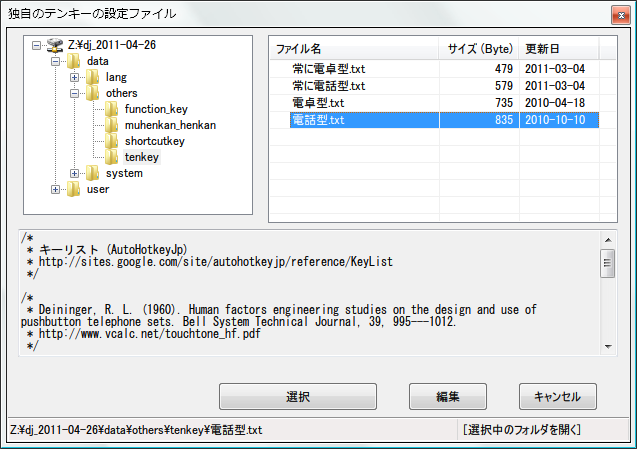 独自のテンキーの設定ファイル
Z:¥dj_2011-04-26
data
lang
others
function_key
muhenkan_henkan
shortcutkey
tenkey
system
user
ファイル名 サイズ (Byte) 更新日
常に電卓型.txt 479 2011-03-04
常に電話型.txt 579 2011-03-04
電卓型.txt 735 2010-04-18
電話型.txt 835 2010-10-10
/*
* キーリスト (AutoHotkeyJp)
* http://sites.google.com/site/autohotkeyjp/reference/KeyList
*/
/*
* Deininger, R. L. (1960). Human factors engineering studies on the design and use of
pushbutton telephone sets. Bell System Technical Journal, 39, 995---1012.
* http://www.vcalc.net/touchtone_hf.pdf
*/
選択 編集 キャンセル
Z:¥dj_2011-04-26¥data¥others¥tenkey¥電話型.txt [選択中のフォルダを開く]